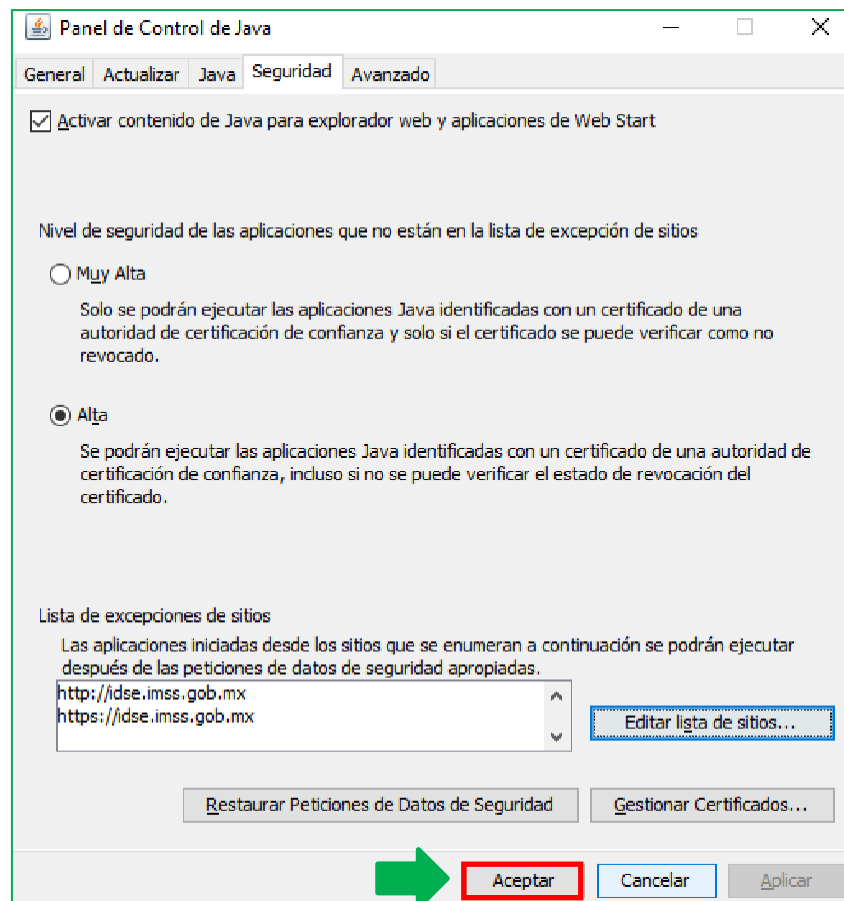 Panel de Control de Java
General Actualizar Java Seguridad Avanzado
Activar contenido de Java para explorador web y aplicaciones de Web Start
Nivel de seguridad de las aplicaciones que no están en la lista de excepción de sitios
Muy Alta
Solo se podrán ejecutar las aplicaciones Java identificadas con un certificado de una
autoridad de certificación de confianza y solo si el certificado se puede verificar como no
revocado.
Alta
Se podrán ejecutar las aplicaciones Java identificadas con un certificado de una autoridad de
certificación de confianza, incluso si no se puede verificar el estado de revocación del
certificado.
Lista de excepciones de sitios
Las aplicaciones iniciadas desde los sitios que se enumeran a continuación se podrán ejecutar
después de las peticiones de datos de seguridad apropiadas.
http://idse.imss.gob.mx
https://idse.imss.gob.mx
Editar lista de sitios...
Restaurar Peticiones de Datos de Seguridad Gestionar Certificados...
Aceptar Cancelar Aplicar